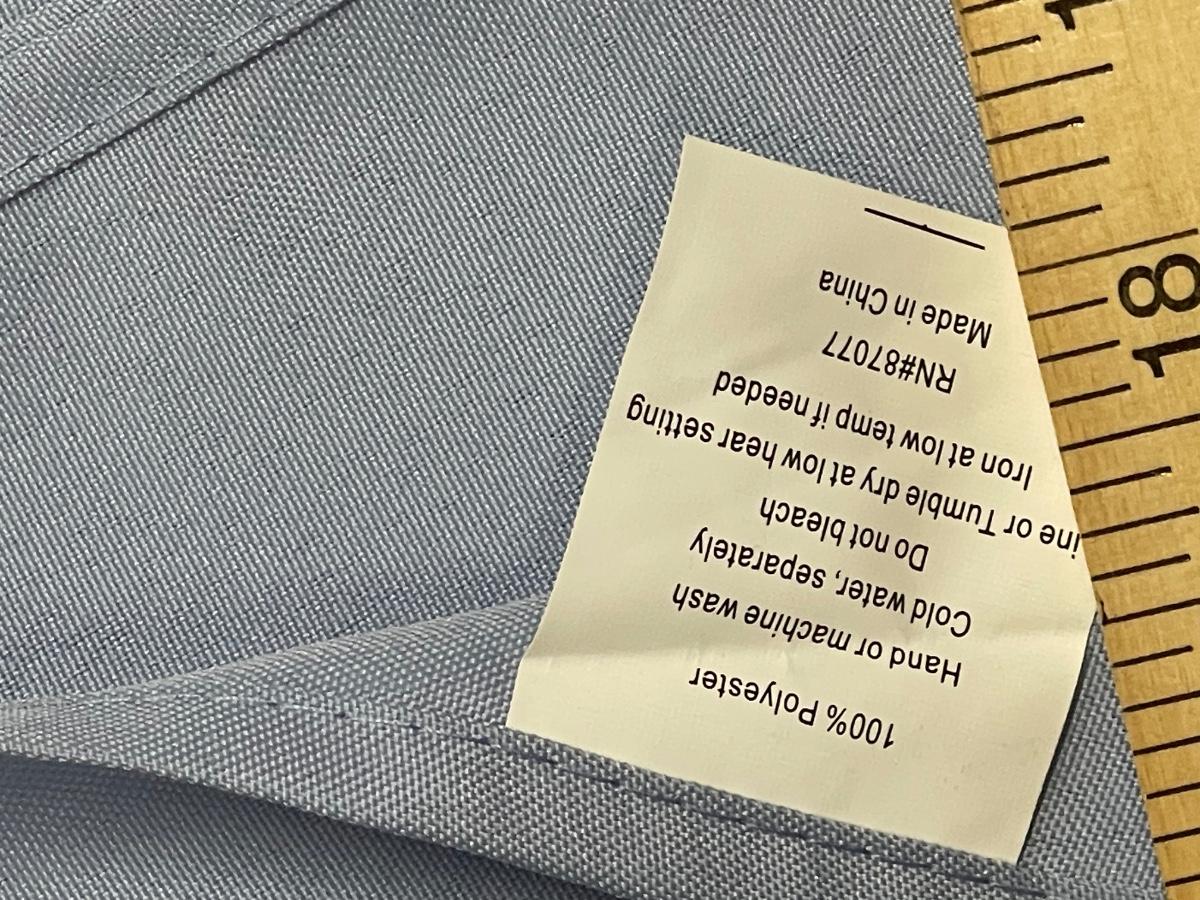 100% Polyester
Hand or machine wash
Cold water, separately
Do not bleach
ine or Tumble dry at low hear setting
Iron at low temp if needed
RN#87077
Made in China
18